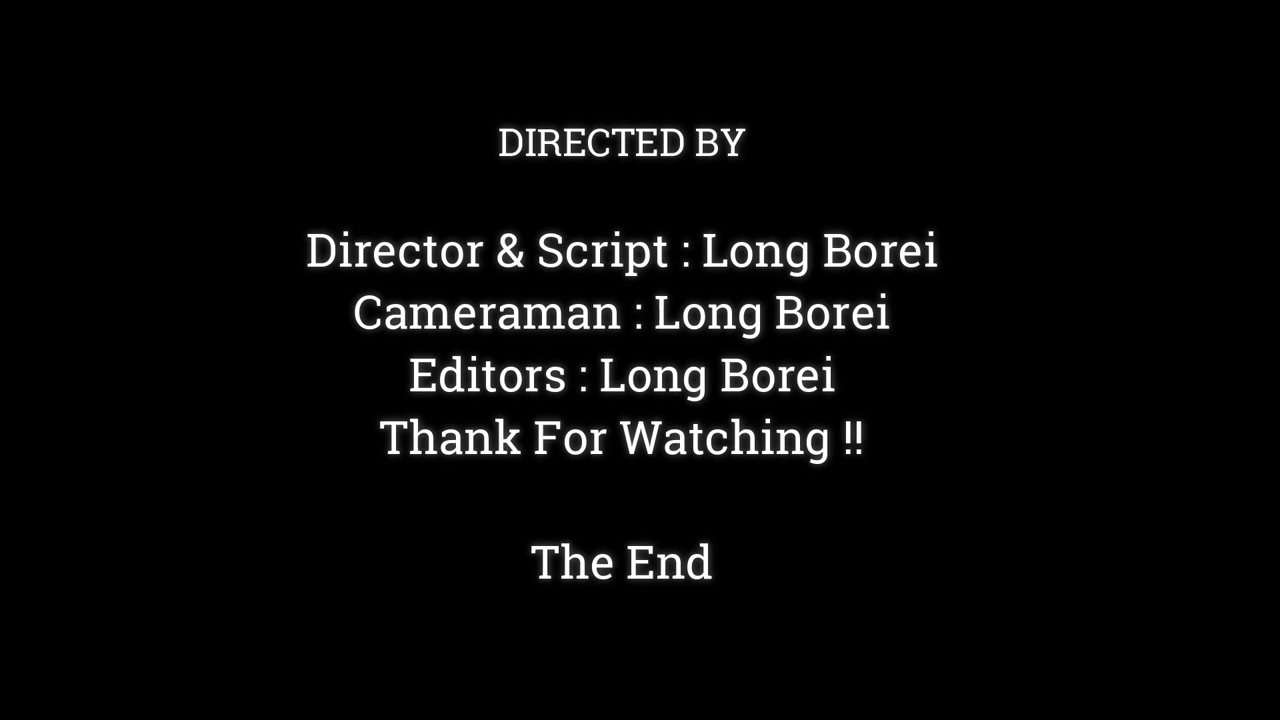 DIRECTED BY
Director & Script : Long Borei
Cameraman : Long Borei
Editors : Long Borei
Thank For Watching !!
The End